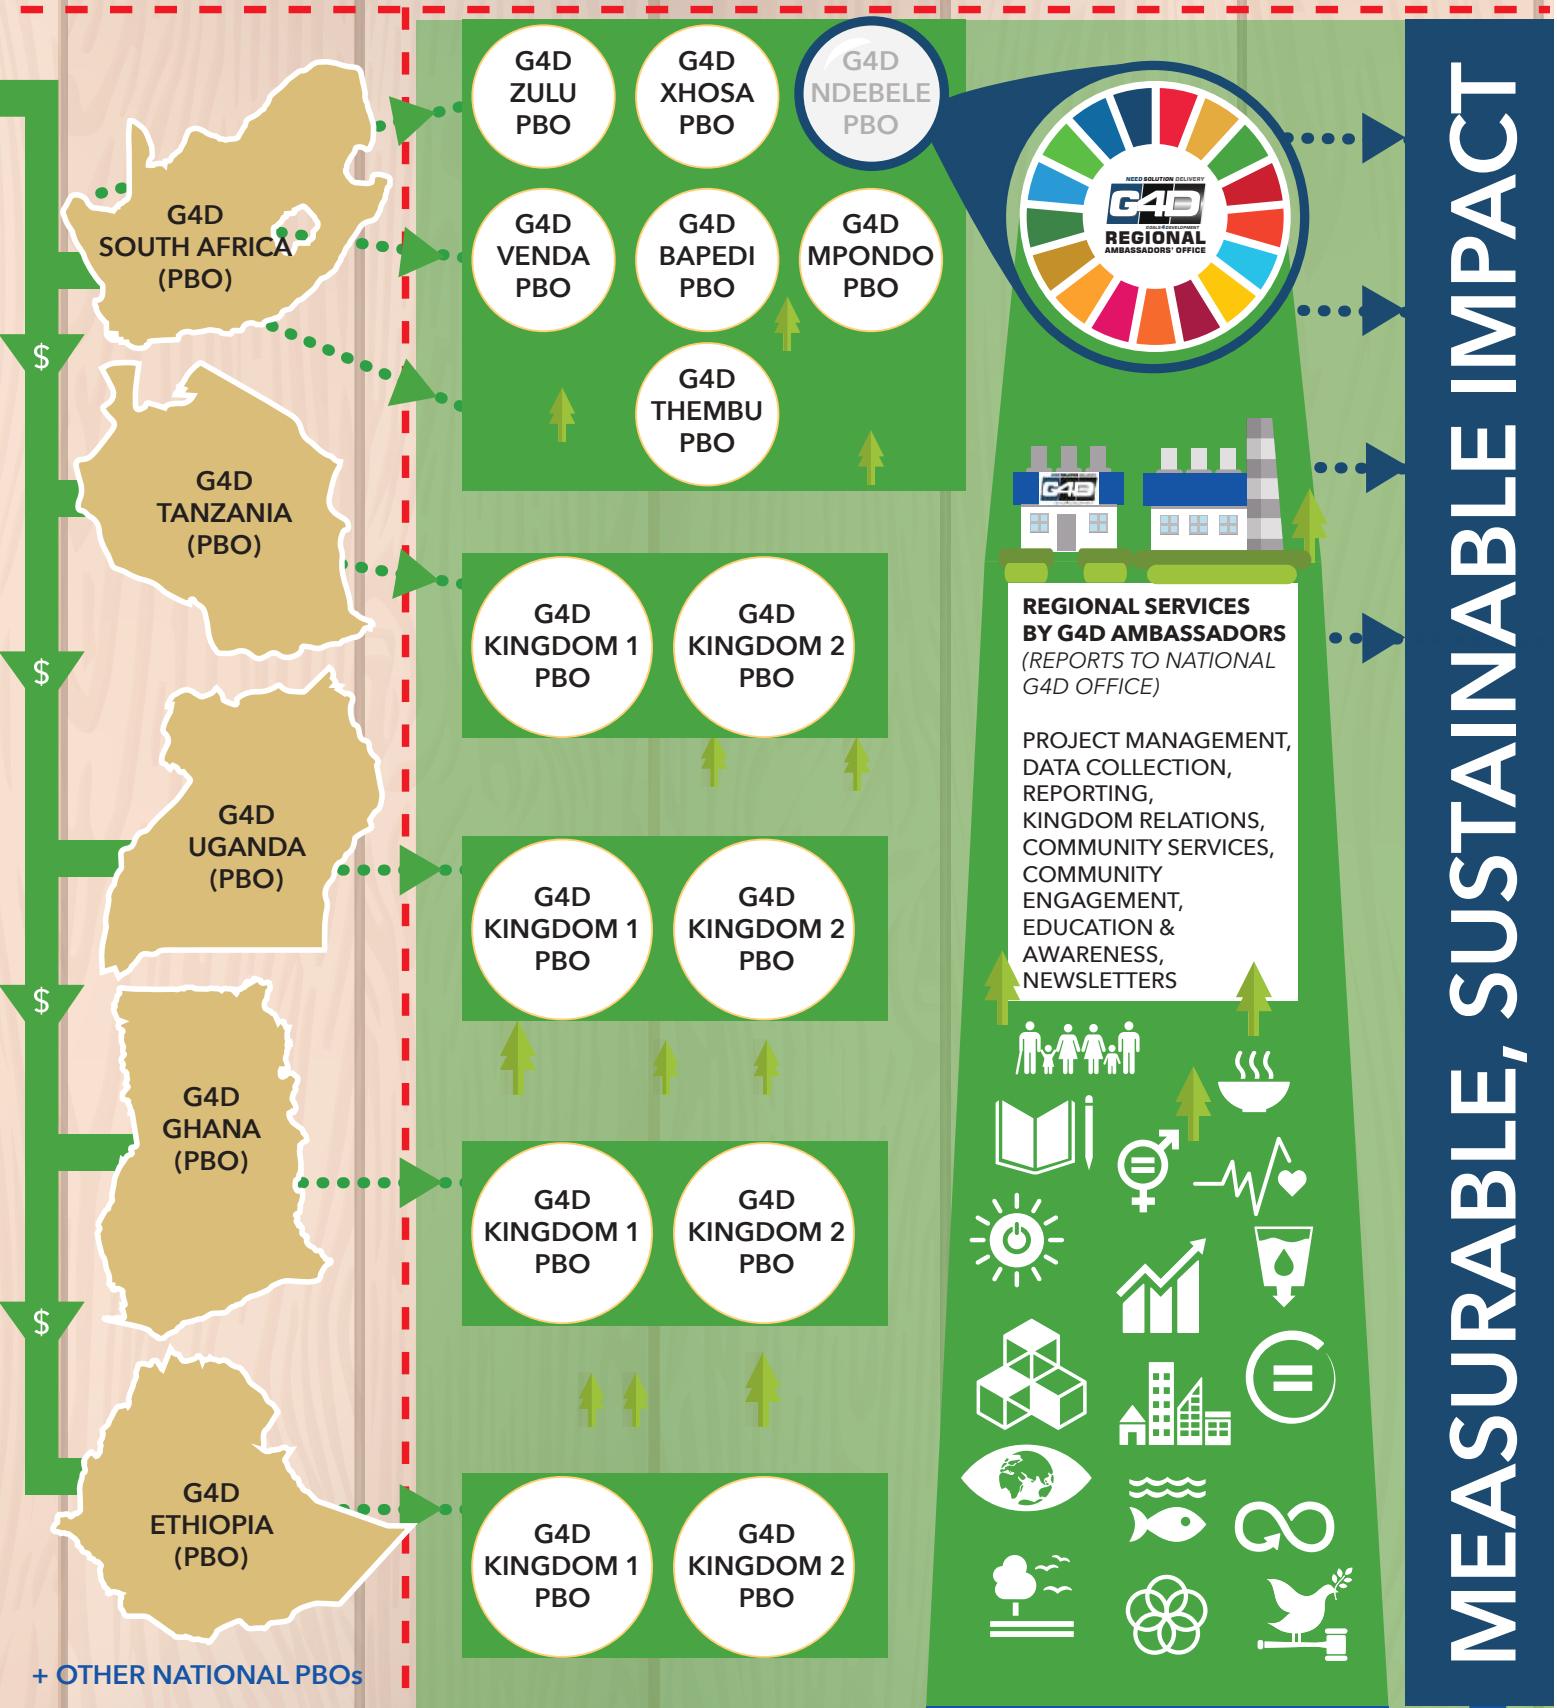 G4D
SOUTH AFRICA
(PBO)
$
G4D
TANZANIA
(PBO)
$
G4D
UGANDA
(PBO)
$
G4D
GHANA
(PBO)
$
G4D
ETHIOPIA
(PBO)
+ OTHER NATIONAL PBOs
G4D
ZULU
PBO
G4D
XHOSA
PBO
G4D
NDEBELE
PBO
G4D
VENDA
PBO
G4D
BAPEDI
PBO
G4D
MPONDO
PBO
G4D
THEMBU
PBO
G4D
KINGDOM 1
PBO
G4D
KINGDOM 2
PBO
G4D
KINGDOM 1
PBO
G4D
KINGDOM 2
PBO
G4D
KINGDOM 1
PBO
G4D
KINGDOM 2
PBO
G4D
KINGDOM 1
PBO
G4D
KINGDOM 2
PBO
NEED SOLUTION DELIVERY
G4D
GOALS4DEVELOPMENT
REGIONAL
AMBASSADORS' OFFICE
G4D
REGIONAL SERVICES
BY G4D AMBASSADORS
(REPORTS TO NATIONAL
G4D OFFICE)
PROJECT MANAGEMENT,
DATA COLLECTION,
REPORTING,
KINGDOM RELATIONS,
COMMUNITY SERVICES,
COMMUNITY
ENGAGEMENT,
EDUCATION &
AWARENESS,
NEWSLETTERS
MEASURABLE, SUSTAINABLE IMPACT